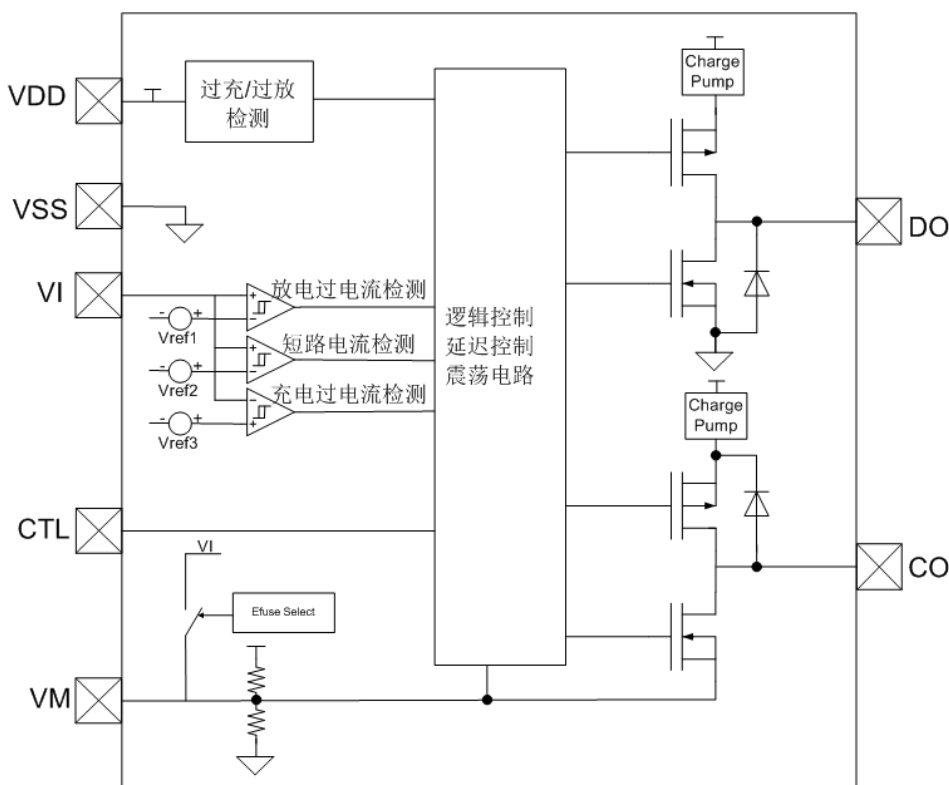 VDD
过充/过放
检测
Charge
Pump
VSS
DO
VI
放电过电流检测
- +
+
-
Vref1
短路电流检测
- +
+
-
Vref2
充电过电流检测
- +
-
+
Vref3
逻辑控制
延迟控制
震荡电路
Charge
Pump
CTL
CO
VI
Efuse Select
VM